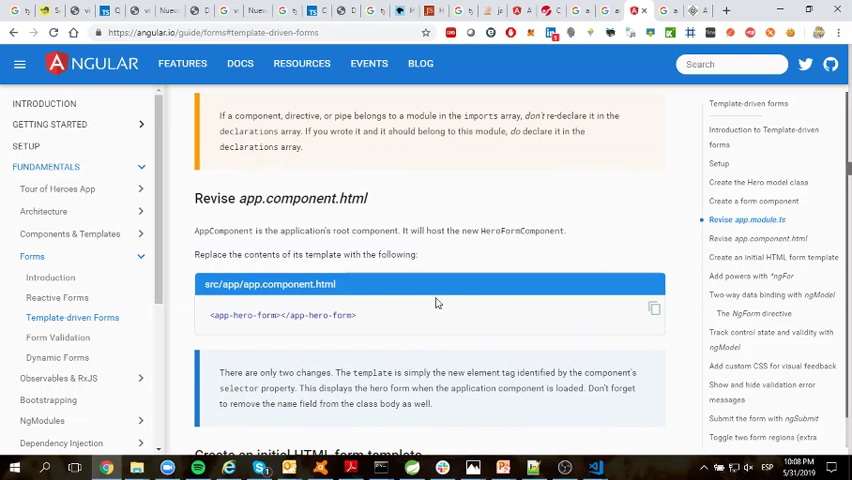 https://angular.io/guide/forms#template-driven-forms
ANGULAR
FEATURES
DOCS
RESOURCES
EVENTS
BLOG
Search
INTRODUCTION
GETTING STARTED
SETUP
FUNDAMENTALS
Tour of Heroes App
Architecture
Components & Templates
Forms
Introduction
Reactive Forms
Template-driven Forms
Form Validation
Dynamic Forms
Observables & RxJS
Bootstrapping
NgModules
Dependency Injection
If a component, directive, or pipe belongs to a module in the imports array, don't re-declare it in the
declarations array. If you wrote it and it should belong to this module, do declare it in the
declarations array.
Revise app.component.html
AppComponent is the application's root component. It will host the new HeroFormComponent.
Replace the contents of its template with the following:
src/app/app.component.html
<app-hero-form></app-hero-form>
There are only two changes. The template is simply the new element tag identified by the component's
selector property. This displays the hero form when the application component is loaded. Don't forget
to remove the name field from the class body as well.
Create an initial HTML form template
Template-driven forms
Introduction to Template-driven
forms
Setup
Create the Hero model class
Create a form component
Revise app.module.ts
Revise app.component.html
Create an initial HTML form template
Add powers with *ngFor
Two-way data binding with ngModel
The NgForm directive
Track control state and validity with
ngModel
Add custom CSS for visual feedback
Show and hide validation error
messages
Submit the form with ngSubmit
Toggle two form regions (extra
ESP
10:08 PM
5/31/2019